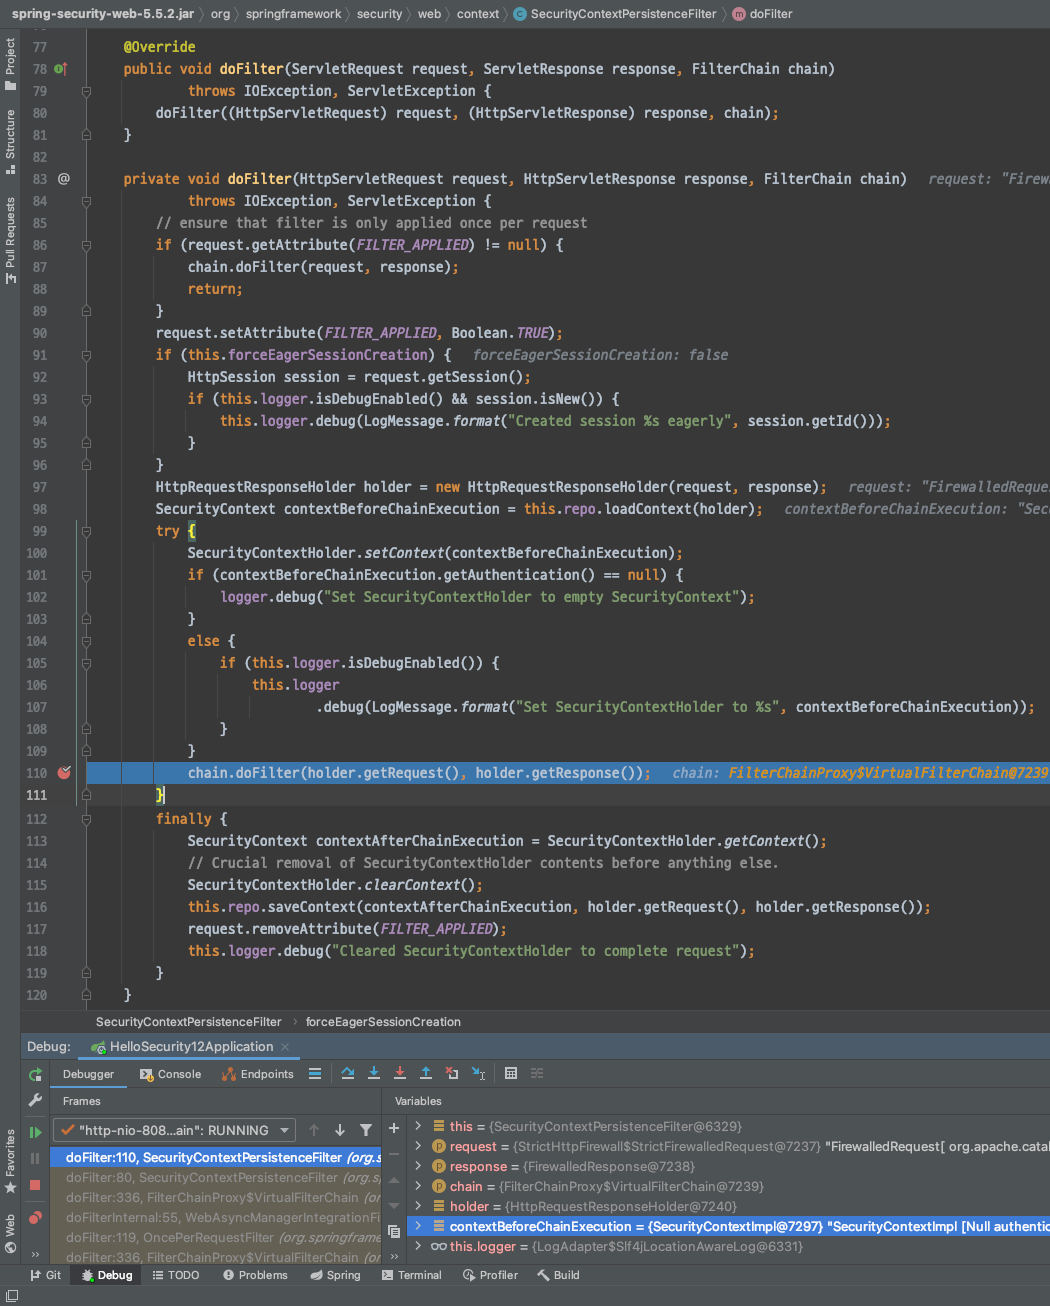 spring-security-web-5.5.2.jar › org › springframework › security › web › context › SecurityContextPersistenceFilter › doFilter
Project
Structure
Pull Requests
77 @Override
78 public void doFilter(ServletRequest request, ServletResponse response, FilterChain chain)
79 throws IOException, ServletException {
80 doFilter((HttpServletRequest) request, (HttpServletResponse) response, chain);
81 }
82
83 @ private void doFilter(HttpServletRequest request, HttpServletResponse response, FilterChain chain) request: "Firew
84 throws IOException, ServletException {
85 // ensure that filter is only applied once per request
86 if (request.getAttribute(FILTER_APPLIED) != null) {
87 chain.doFilter(request, response);
88 return;
89 }
90 request.setAttribute(FILTER_APPLIED, Boolean.TRUE);
91 if (this.forceEagerSessionCreation) { forceEagerSessionCreation: false
92 HttpSession session = request.getSession();
93 if (this.logger.isDebugEnabled() && session.isNew()) {
94 this.logger.debug(LogMessage.format("Created session %s eagerly", session.getId()));
95 }
96 }
97 HttpRequestResponseHolder holder = new HttpRequestResponseHolder(request, response); request: "FirewalledReque
98 SecurityContext contextBeforeChainExecution = this.repo.loadContext(holder); contextBeforeChainExecution: "Sec
99 try {
100 SecurityContextHolder.setContext(contextBeforeChainExecution);
101 if (contextBeforeChainExecution.getAuthentication() == null) {
102 logger.debug("Set SecurityContextHolder to empty SecurityContext");
103 }
104 else {
105 if (this.logger.isDebugEnabled()) {
106 this.logger
107 .debug(LogMessage.format("Set SecurityContextHolder to %s", contextBeforeChainExecution));
108 }
109 }
110 chain.doFilter(holder.getRequest(), holder.getResponse()); chain: FilterChainProxy$VirtualFilterChain@7239
111 }
112 finally {
113 SecurityContext contextAfterChainExecution = SecurityContextHolder.getContext();
114 // Crucial removal of SecurityContextHolder contents before anything else.
115 SecurityContextHolder.clearContext();
116 this.repo.saveContext(contextAfterChainExecution, holder.getRequest(), holder.getResponse());
117 request.removeAttribute(FILTER_APPLIED);
118 this.logger.debug("Cleared SecurityContextHolder to complete request");
119 }
120 }
SecurityContextPersistenceFilter › forceEagerSessionCreation
Debug: HelloSecurity12Application ×
Debugger Console Endpoints
Frames
Variables
"http-nio-808...ain": RUNNING
doFilter:110, SecurityContextPersistenceFilter (org.s
doFilter:80, SecurityContextPersistenceFilter (org.s
doFilter:336, FilterChainProxy$VirtualFilterChain (or
doFilterInternal:55, WebAsyncManagerIntegrationFi
doFilter:119, OncePerRequestFilter (org.springframe
doFilter:336, FilterChainProxy$VirtualFilterChain (or
this = {SecurityContextPersistenceFilter@6329}
request = {StrictHttpFirewall$StrictFirewalledRequest@7237} "FirewalledRequest[ org.apache.catal
response = {FirewalledResponse@7238}
chain = {FilterChainProxy$VirtualFilterChain@7239}
holder = {HttpRequestResponseHolder@7240}
contextBeforeChainExecution = {SecurityContextImpl@7297} "SecurityContextImpl [Null authentic
this.logger = {LogAdapter$Slf4jLocationAwareLog@6331}
Favorites
Web
Git Debug TODO Problems Spring Terminal Profiler Build